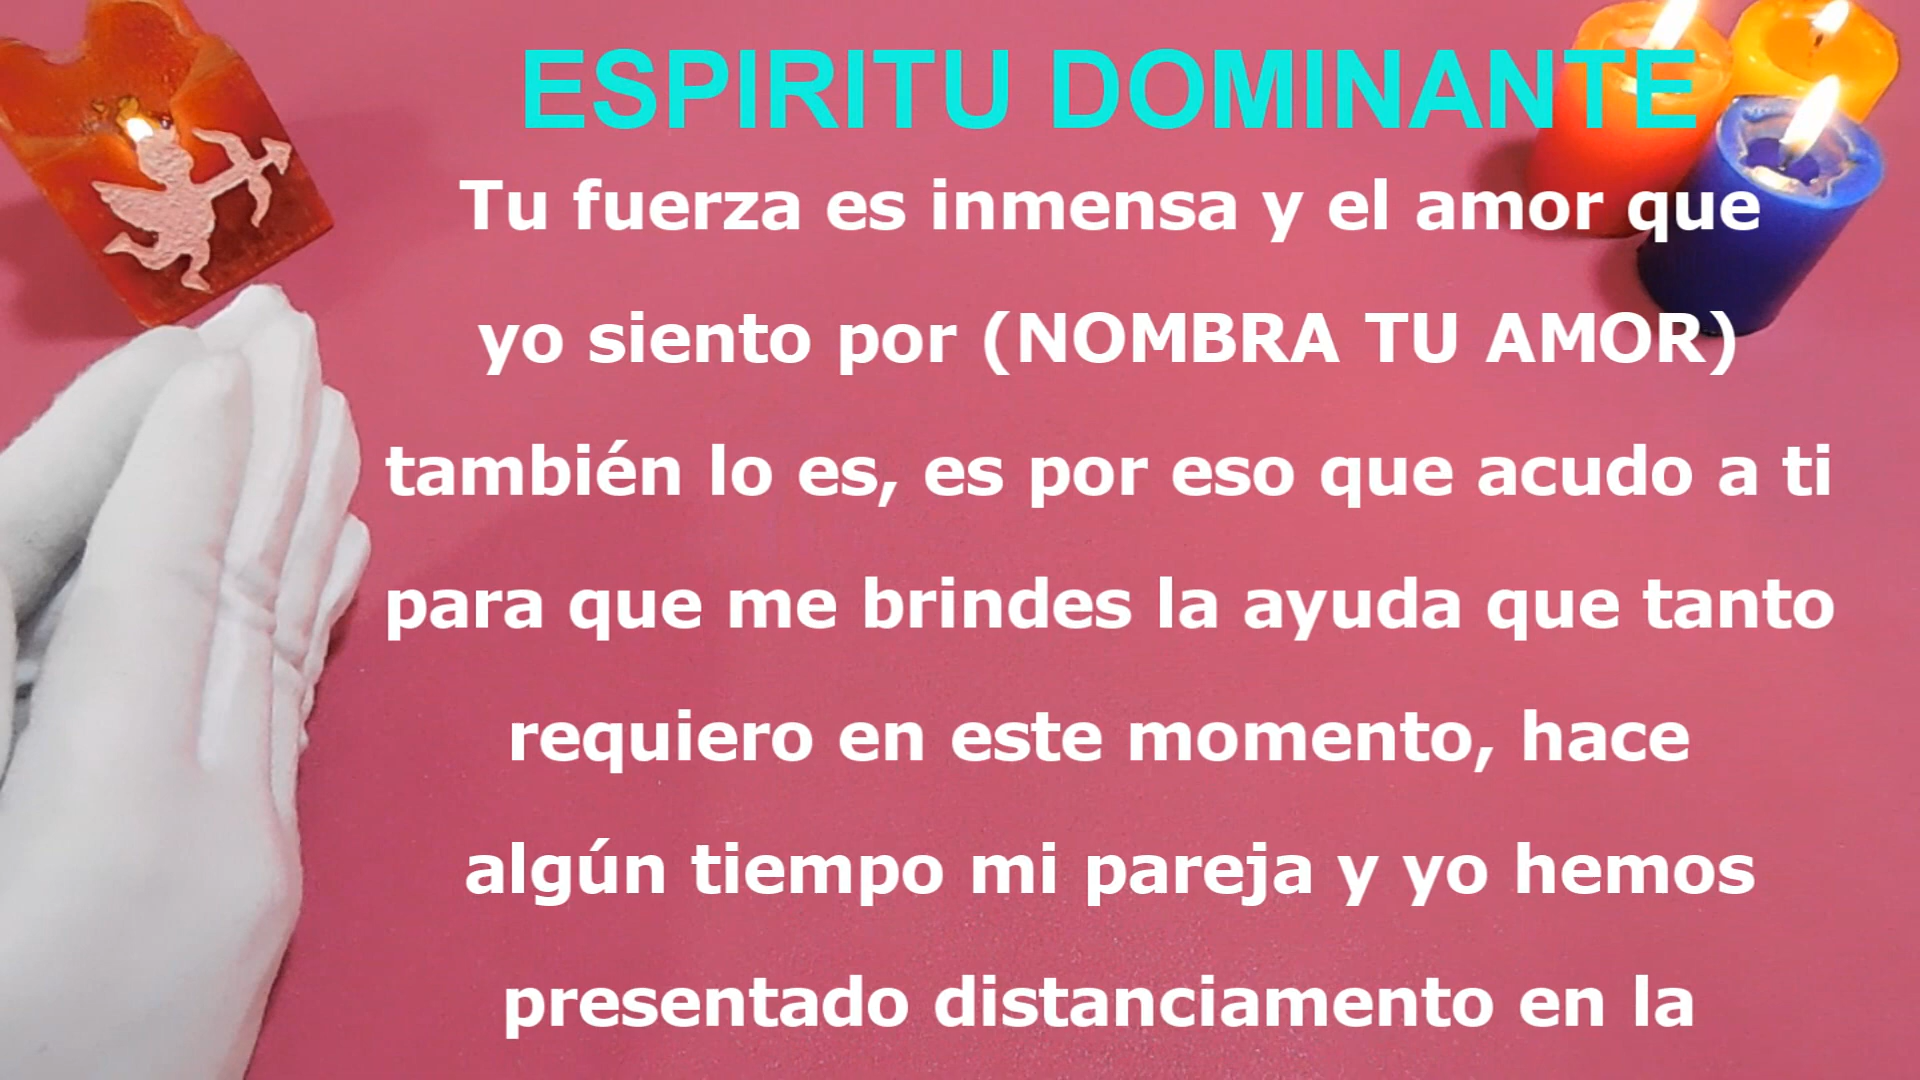 ESPIRITU DOMINANTE
Tu fuerza es inmensa y el amor que
yo siento por (NOMBRA TU AMOR)
también lo es, es por eso que acudo a ti
para que me brindes la ayuda que tanto
requiero en este momento, hace
algún tiempo mi pareja y yo hemos
presentado distanciamento en la